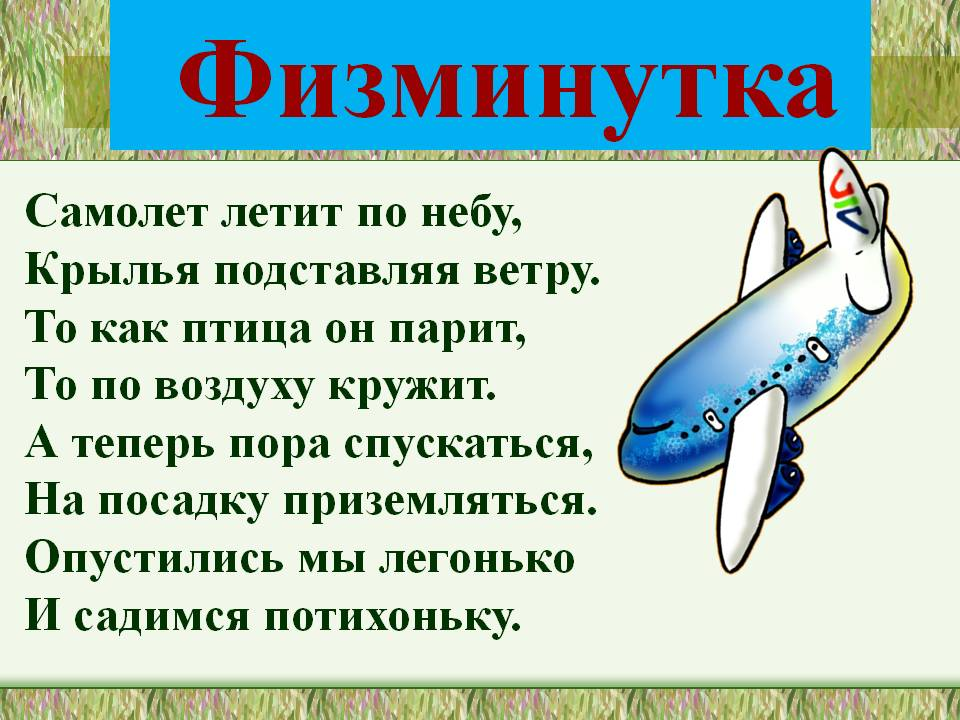 Физминутка
Самолет летит по небу,
Крылья подставляя ветру.
То как птица он парит,
То по воздуху кружит.
А теперь пора спускаться,
На посадку приземляться.
Опустились мы легонько
И садимся потихоньку.